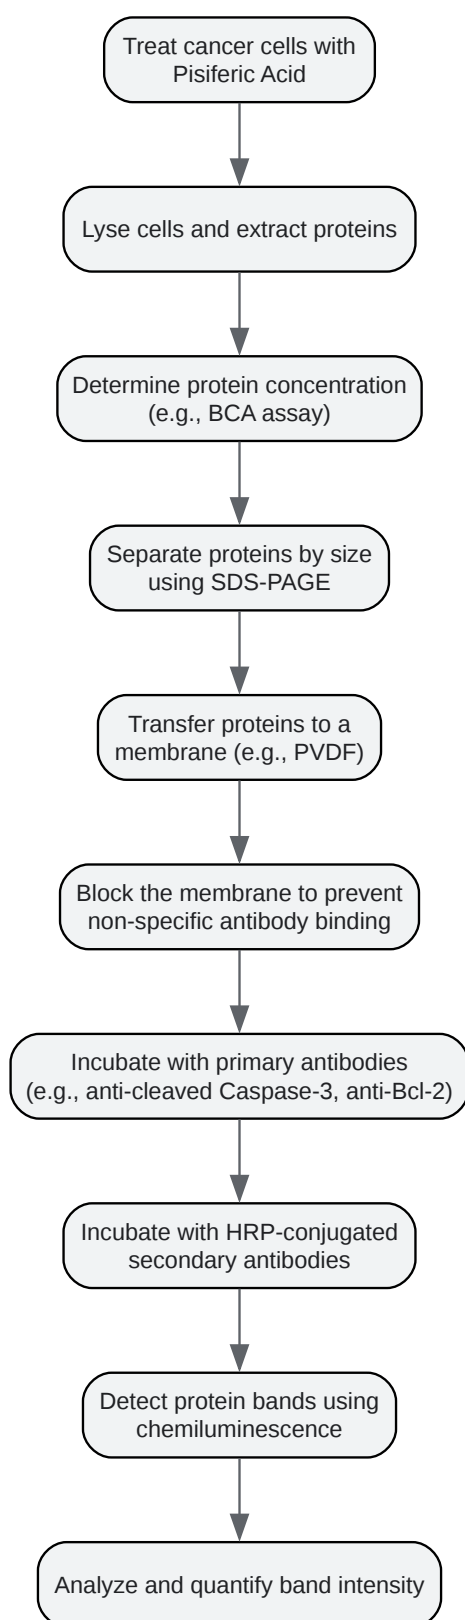 Treat cancer cells with
Pisiferic Acid
Lyse cells and extract proteins
Determine protein concentration
(e.g., BCA assay)
Separate proteins by size
using SDS-PAGE
Transfer proteins to a
membrane (e.g., PVDF)
Block the membrane to prevent
non-specific antibody binding
Incubate with primary antibodies
(e.g., anti-cleaved Caspase-3, anti-Bcl-2)
Incubate with HRP-conjugated
secondary antibodies
Detect protein bands using
chemiluminescence
Analyze and quantify band intensity